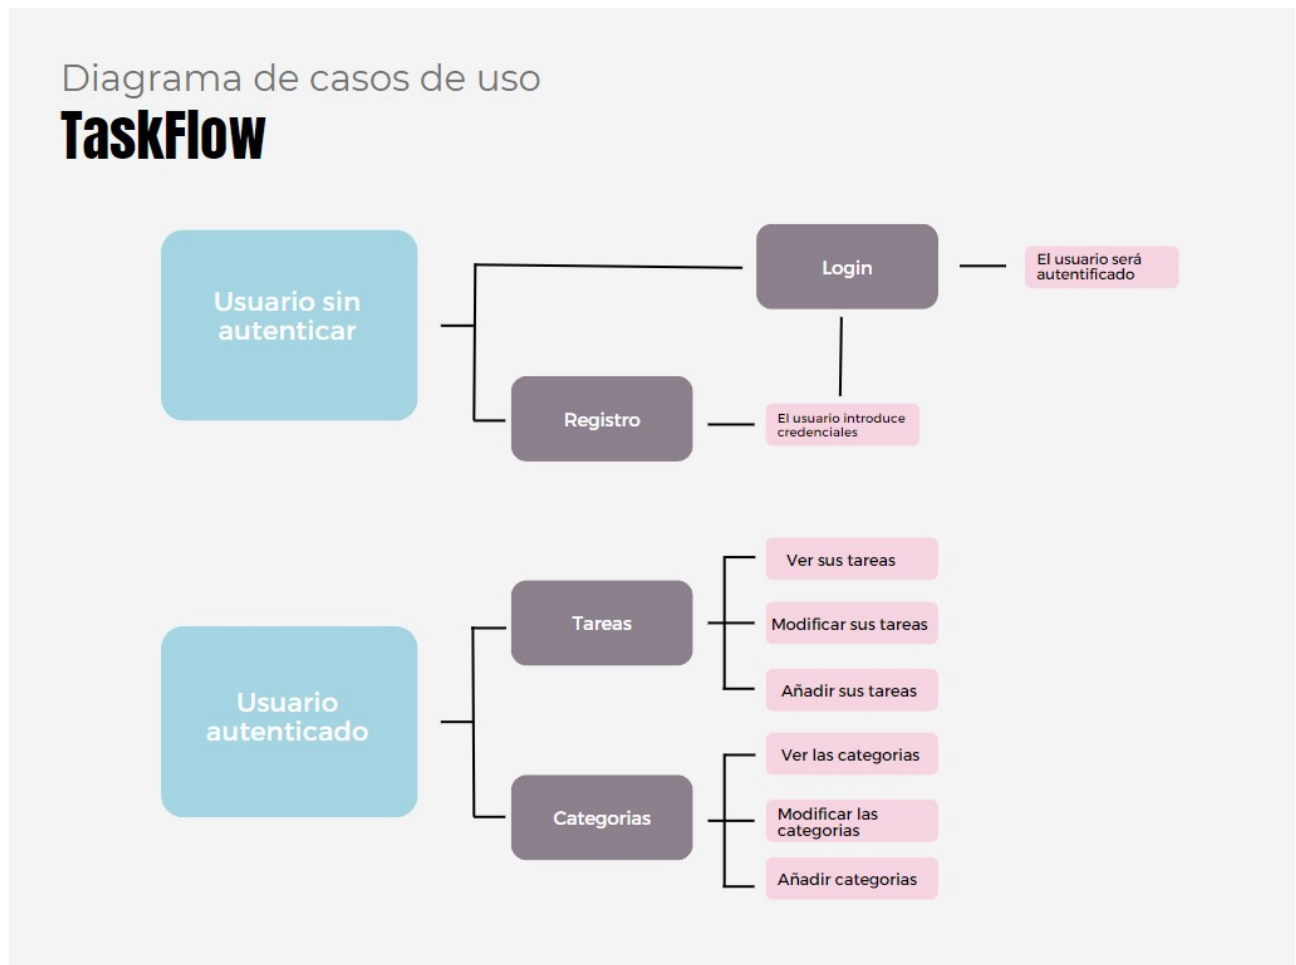 Diagrama de casos de uso
TaskFlow
Usuario sin
autenticar
Login
El usuario será
autentificado
Registro
El usuario introduce
credenciales
Usuario
autenticado
Tareas
Ver sus tareas
Modificar sus tareas
Añadir sus tareas
Categorias
Ver las categorias
Modificar las
categorias
Añadir categorias